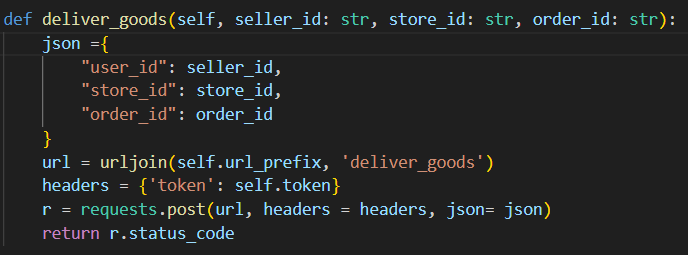 def deliver_goods(self, seller_id: str, store_id: str, order_id: str):
    json ={
        "user_id": seller_id,
        "store_id": store_id,
        "order_id": order_id
    }
    url = urljoin(self.url_prefix, 'deliver_goods')
    headers = {'token': self.token}
    r = requests.post(url, headers = headers, json= json)
    return r.status_code